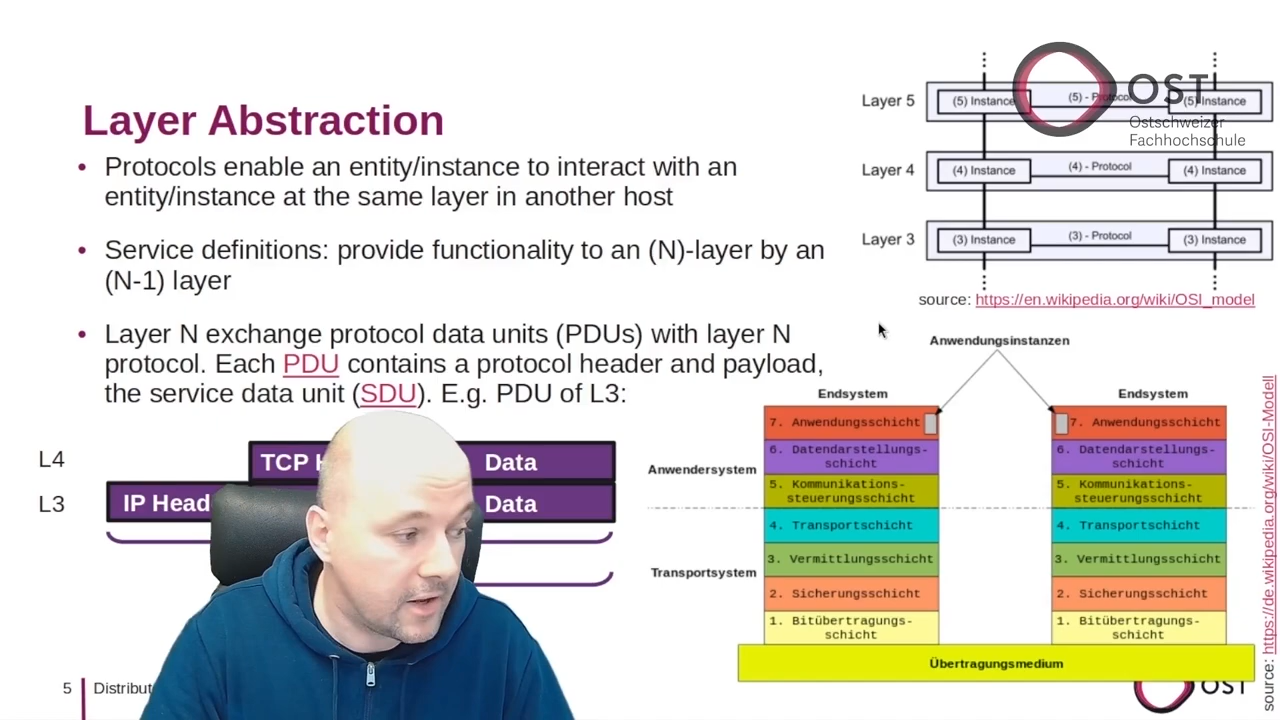 Layer Abstraction
• Protocols enable an entity/instance to interact with an
entity/instance at the same layer in another host
• Service definitions: provide functionality to an (N)-layer by an
(N-1) layer
• Layer N exchange protocol data units (PDUs) with layer N
protocol. Each PDU contains a protocol header and payload,
the service data unit (SDU). E.g. PDU of L3:
L4 TCP Data
L3 IP Data
5 
Layer 5 (5) Instance (5) - Protocol (5) Instance
Layer 4 (4) Instance (4) - Protocol (4) Instance
Layer 3 (3) Instance (3) - Protocol (3) Instance
OST
Ostschweizer
Fachhochschule
source: https://en.wikipedia.org/wiki/OSI_model
Anwendungsinstanzen
Endsystem Endsystem
7. Anwendungsschicht 7. Anwendungsschicht
6. Datendarstellungs- 6. Datendarstellungs-
schicht schicht
Anwendersystem
5. Kommunikations- 5. Kommunikations-
steuerungsschicht steuerungsschicht
4. Transportschicht 4. Transportschicht
3. Vermittlungsschicht 3. Vermittlungsschicht
Transportsystem
2. Sicherungsschicht 2. Sicherungsschicht
1. Bitübertragungs- 1. Bitübertragungs-
schicht schicht
Übertragungsmedium
OST
source: https://de.wikipedia.org/wiki/OSI-Modell